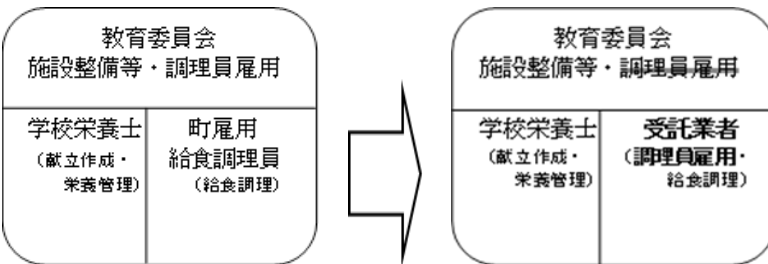 教育委員会
施設整備等・調理員雇用
学校栄養士
(献立作成・
栄義管理)
町雇用
給食調理員
(給食調理)
教育委員会
施設整備等・調理員雇用
学校栄養士
(献立作成・
栄義管理)
受託業者
(調理員雇用・
給食調理)